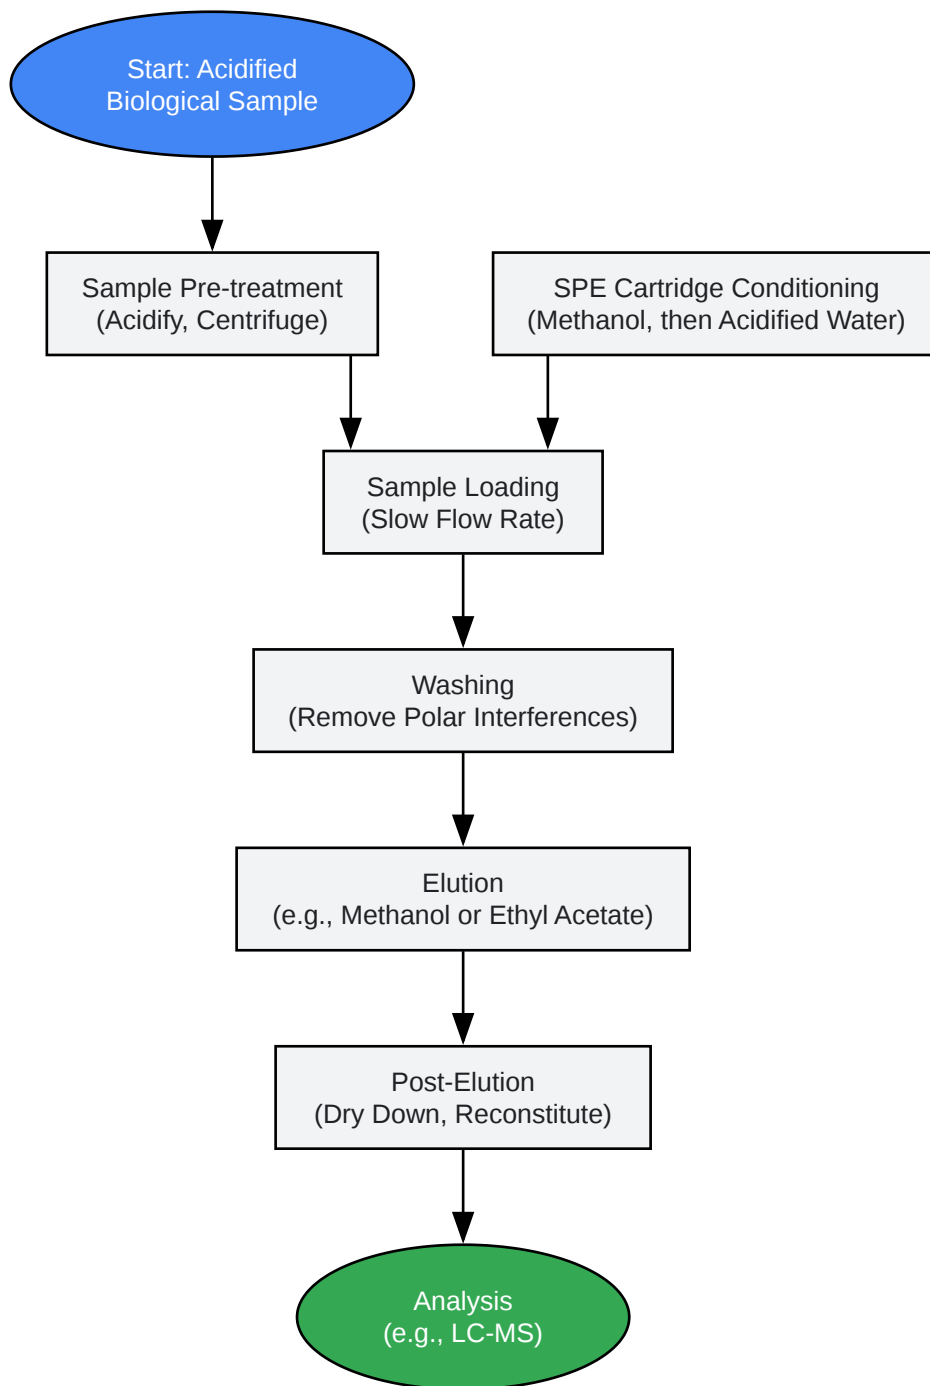 Start: Acidified
Biological Sample
Sample Pre-treatment
(Acidify, Centrifuge)
SPE Cartridge Conditioning
(Methanol, then Acidified Water)
Sample Loading
(Slow Flow Rate)
Washing
(Remove Polar Interferences)
Elution
(e.g., Methanol or Ethyl Acetate)
Post-Elution
(Dry Down, Reconstitute)
Analysis
(e.g., LC-MS)